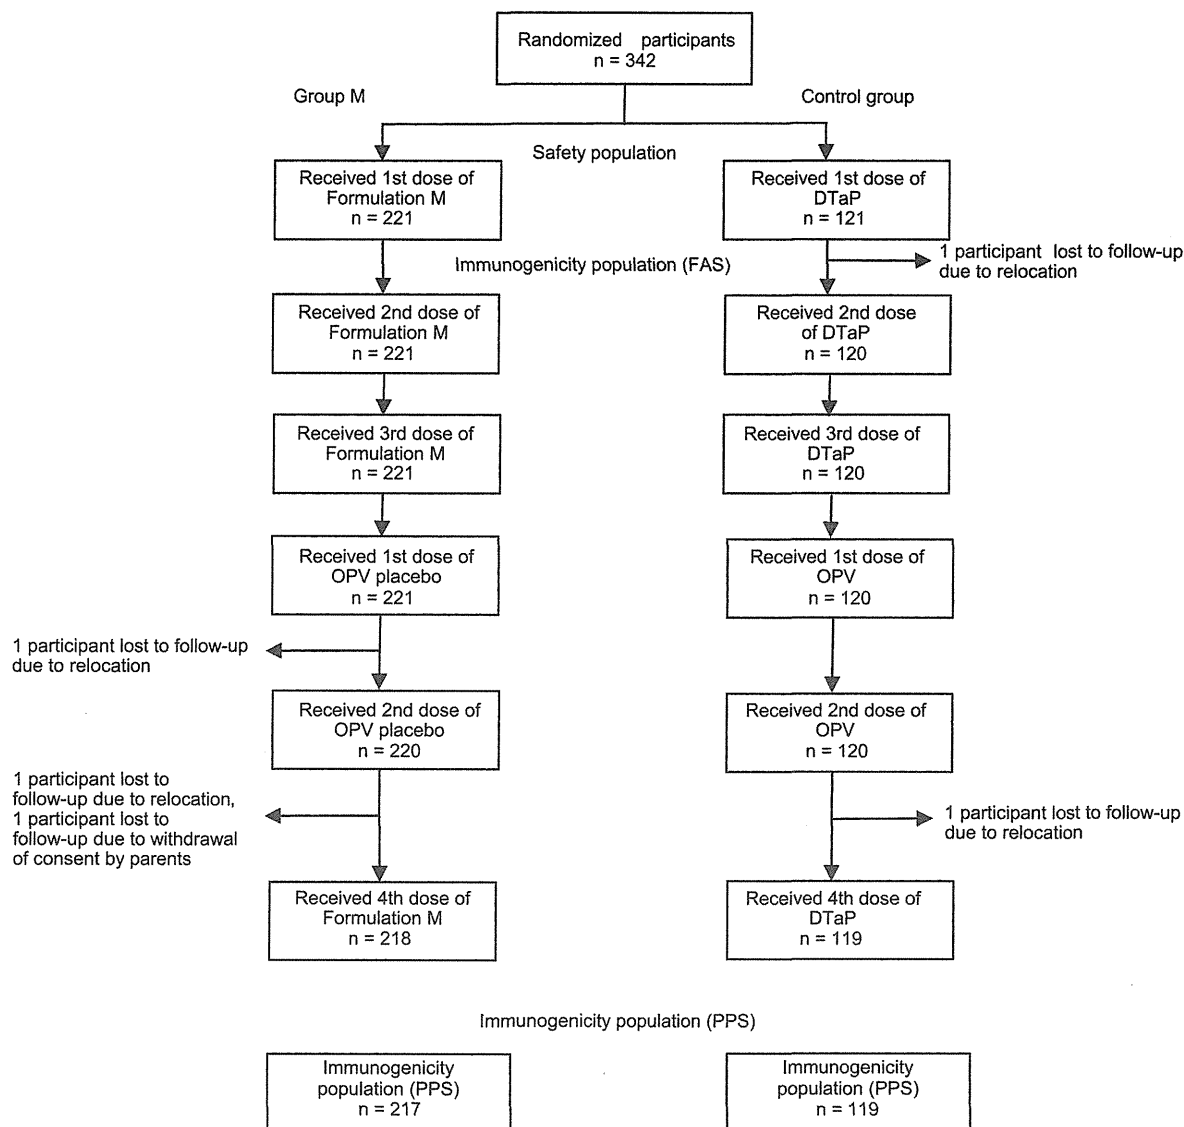 Randomized participants
n = 342
Group M
Control group
Safety population
Received 1st dose of
Formulation M
n = 221
Received 1st dose of
DTaP
n = 121
1 participant lost to follow-up
due to relocation
Immunogenicity population (FAS)
Received 2nd dose of
Formulation M
n = 221
Received 2nd dose
of DTaP
n = 120
Received 3rd dose of
Formulation M
n = 221
Received 3rd dose of
DTaP
n = 120
Received 1st dose of
OPV placebo
n = 221
Received 1st dose of
OPV
n = 120
1 participant lost to follow-up
due to relocation
Received 2nd dose of
OPV placebo
n = 220
Received 2nd dose of
OPV
n = 120
1 participant lost to
follow-up due to relocation,
1 participant lost to
follow-up due to withdrawal
of consent by parents
1 participant lost to follow-up
due to relocation
Received 4th dose of
Formulation M
n = 218
Received 4th dose of
DTaP
n = 119
Immunogenicity population (PPS)
Immunogenicity
population (PPS)
n = 217
Immunogenicity
population (PPS)
n = 119